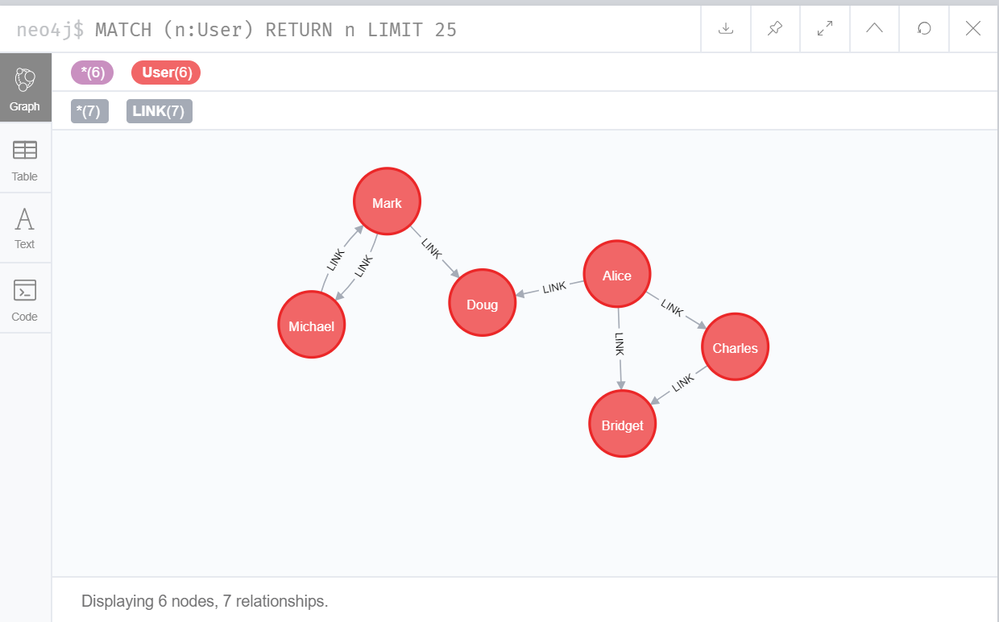 neo4j$ MATCH (n:User) RETURN n LIMIT 25
*(6) User(6)
Graph
*(7) LINK(7)
Table
Text
Code
Mark
LINK
LINK
LINK
Michael
Doug
LINK
Alice
LINK
LINK
Charles
LINK
Bridget
Displaying 6 nodes, 7 relationships.